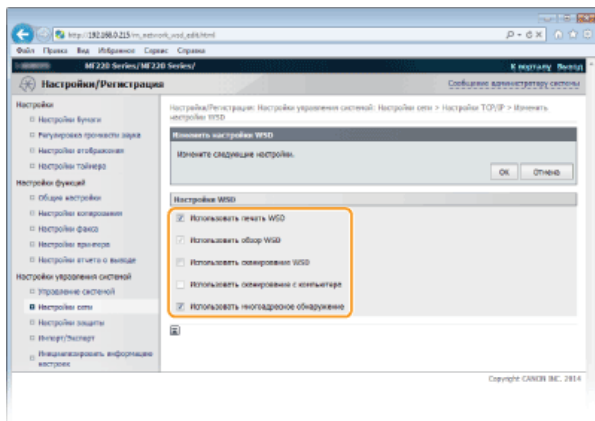 http://192.168.0.215/m_network_wsd_edit.html
Файл Правка Вид Избранное Сервис Справка
MF220 Series/MF220 Series/
К порталу Выход
Настройки/Регистрация
Сообщение администратору системы
Настройки
Настройки бумаги
Регулировка громкости звука
Настройки отображения
Настройки таймера
Настройки функций
Общие настройки
Настройки копирования
Настройки факса
Настройки принтера
Настройки отчета о выводе
Настройки управления системой
Управление системой
Настройки сети
Настройки защиты
Импорт/Экспорт
Инициализировать информацию
настроек
Настройки/Регистрация: Настройки управления системой: Настройки сети > Настройки TCP/IP > Изменить
настройки WSD
Изменить настройки WSD
Измените следующие настройки.
OK Отмена
Настройки WSD
Использовать печать WSD
Использовать обзор WSD
Использовать сканирование WSD
Использовать сканирование с компьютера
Использовать многоадресное обнаружение
Copyright CANON INC. 2014